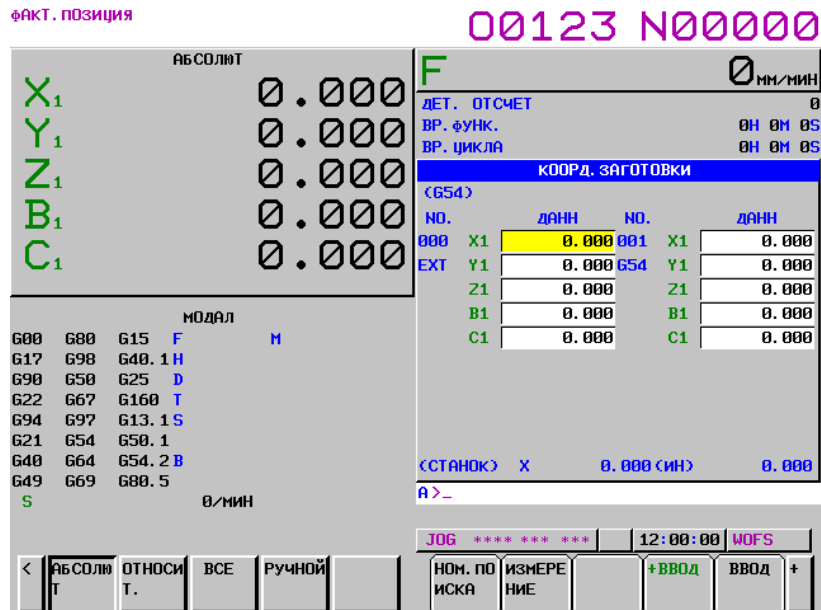 ФАКТ. ПОЗИЦИЯ
O0123 N00000
АБСОЛЮТ
X1 0.000
Y1 0.000
Z1 0.000
B1 0.000
C1 0.000
F 0 ММ/МИН
ДЕТ. ОТСЧЕТ 0
ВР. ФУНК. 0H 0M 0S
ВР. ЦИКЛА 0H 0M 0S
КООРД. ЗАГОТОВКИ
(G54)
NO. ДАНН NO. ДАНН
000 X1 0.000 001 X1 0.000
EXT Y1 0.000 G54 Y1 0.000
Z1 0.000 Z1 0.000
B1 0.000 B1 0.000
C1 0.000 C1 0.000
МОДАЛ
G00 G80 G15 F M
G17 G98 G40.1 H
G90 G50 G25 D
G22 G67 G160 T
G94 G97 G13.1 S
G21 G54 G50.1
G40 G64 G54.2 B
G49 G69 G80.5
S 0/МИН
(СТАНОК) X 0.000 (ИН) 0.000
A>_
JOG **** *** *** 12:00:00 WOFS
< АБСОЛЮ ОТНОСИ ВСЕ РУЧНОЙ
Т Т.
НОМ. ПО ИЗМЕРЕ +ВВОД ВВОД +
ИСКА НИЕ